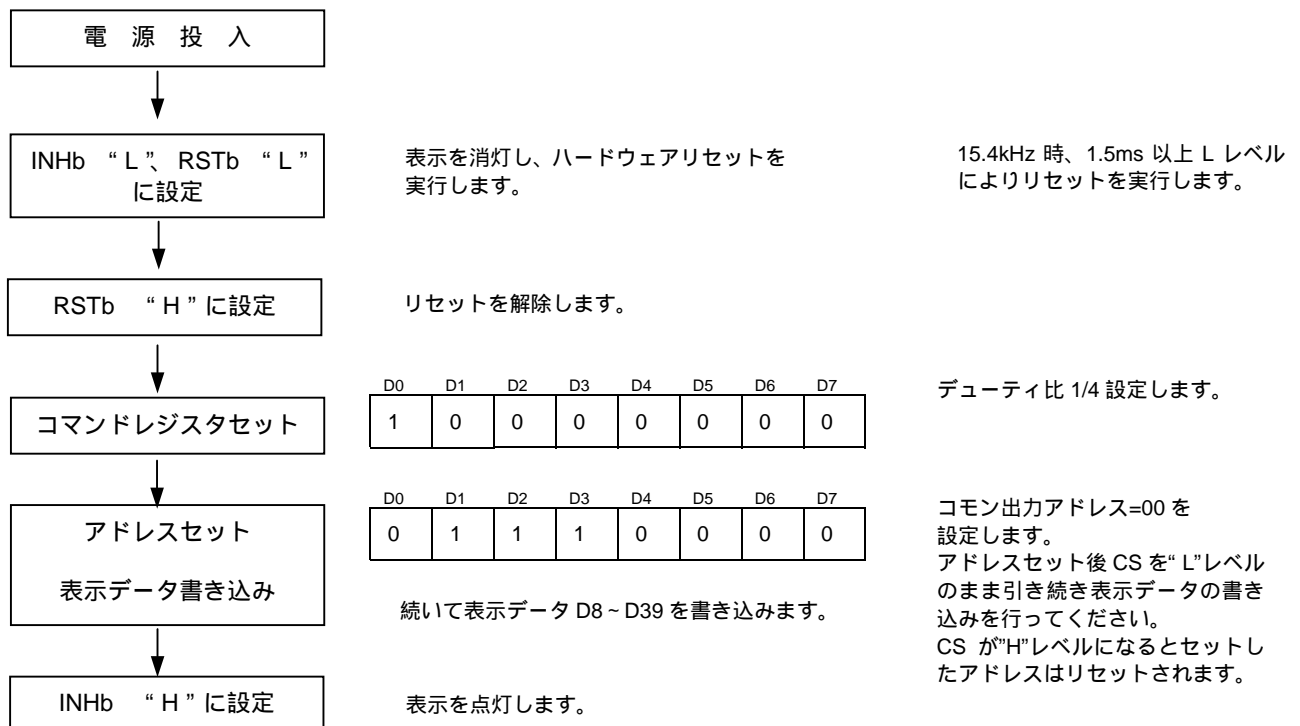 電 源 投 入
INHb “ L ”、 RSTb “ L ”
に設定
表示を消灯し、ハードウェアリセットを
実行します。
15.4kHz 時、1.5ms 以上 L レベル
によりリセットを実行します。
RSTb “ H ” に設定
リセットを解除します。
コマンドレジスタセット
D0 D1 D2 D3 D4 D5 D6 D7
1 0 0 0 0 0 0 0
デューティ比 1/4 設定します。
アドレスセット
表示データ書き込み
D0 D1 D2 D3 D4 D5 D6 D7
0 1 1 1 0 0 0 0
続いて表示データ D8 ~ D39 を書き込みます。
コモン出力アドレス=00 を
設定します。
アドレスセット後 CS を“ L”レベル
のまま引き続き表示データの書き
込みを行ってください。
CS が”H”レベルになるとセットし
たアドレスはリセットされます。
INHb “ H ” に設定
表示を点灯します。